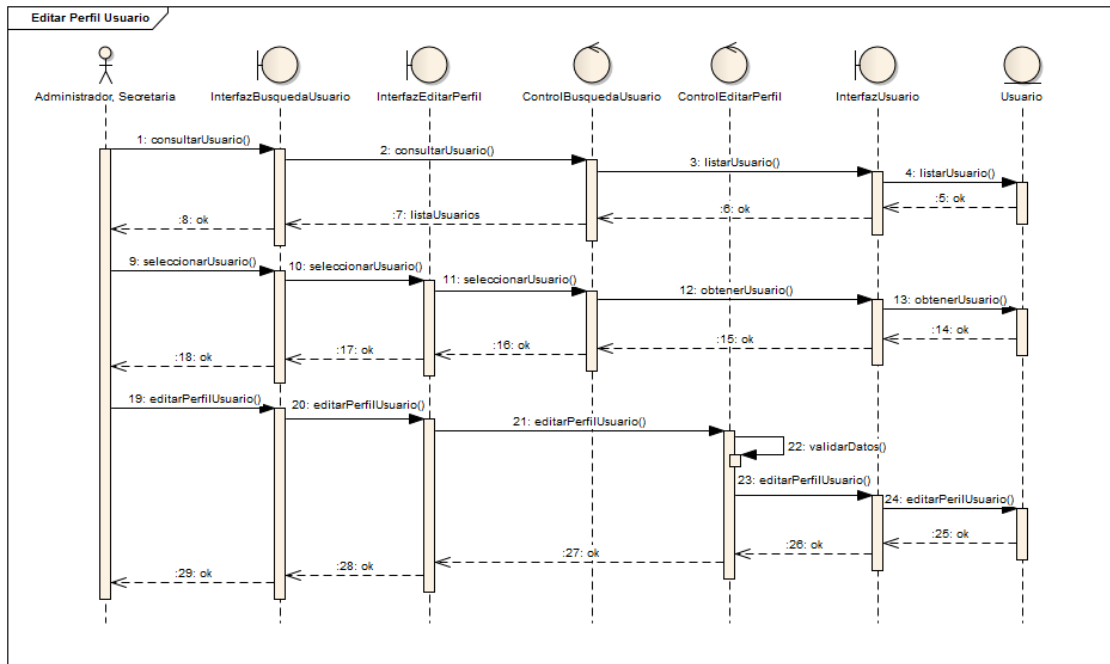 Editar Perfil Usuario
Administrador, Secretaria
InterfazBusquedaUsuario
InterfazEditarPerfil
ControlBusquedaUsuario
ControlEditarPerfil
InterfazUsuario
Usuario
1: consultarUsuario()
2: consultarUsuario()
3: listarUsuario()
4: listarUsuario()
:5: ok
:6: ok
:7: listaUsuarios
:8: ok
9: seleccionarUsuario()
10: seleccionarUsuario()
11: seleccionarUsuario()
12: obtenerUsuario()
13: obtenerUsuario()
:14: ok
:15: ok
:16: ok
:17: ok
:18: ok
19: editarPerfilUsuario()
20: editarPerfilUsuario()
21: editarPerfilUsuario()
22: validarDatos()
23: editarPerfilUsuario()
24: editarPerilUsuario()
:25: ok
:26: ok
:27: ok
:28: ok
:29: ok